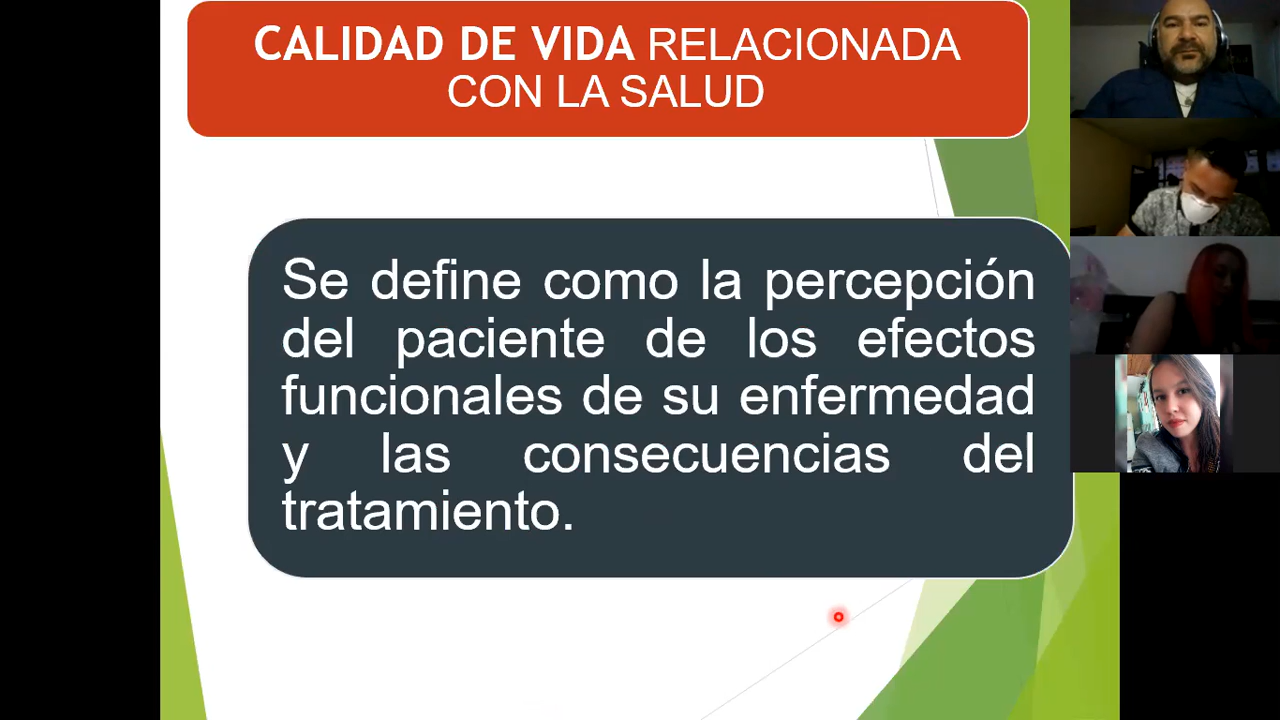 CALIDAD DE VIDA RELACIONADA
CON LA SALUD
Se define como la percepción
del paciente de los efectos
funcionales de su enfermedad
y las consecuencias del
tratamiento.